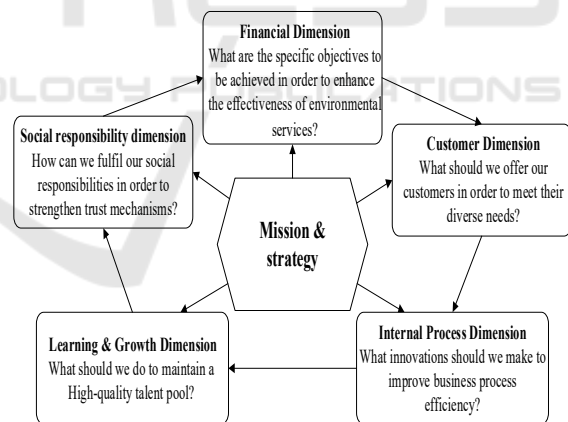 Financial Dimension
What are the specific objectives to
be achieved in order to enhance
the effectiveness of environmental
services?
Social responsibility dimension
How can we fulfil our social
responsibilities in order to
strengthen trust mechanisms?
Customer Dimension
What should we offer our
customers in order to meet their
diverse needs?
Mission &
strategy
Learning & Growth Dimension
What should we do to maintain a
High-quality talent pool?
Internal Process Dimension
What innovations should we make to
improve business process
efficiency?